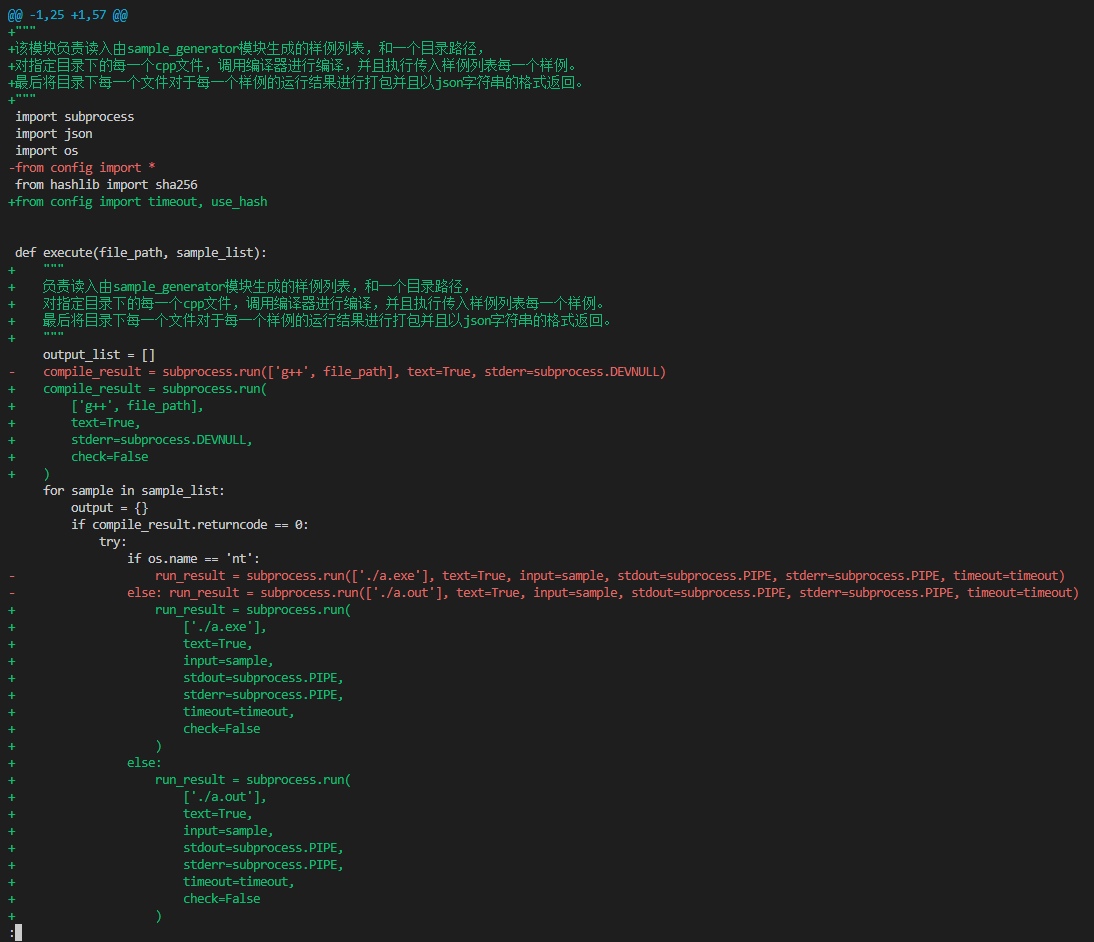 @@ -1,25 +1,57 @@
+"""
+该模块负责读入由sample_generator模块生成的样例列表，和一个目录路径，
+对指定目录下的每一个cpp文件，调用编译器进行编译，并且执行传入样例列表每一个样例。
+最后将目录下每一个文件对于每一个样例的运行结果进行打包并且以json字符串的格式返回。
+"""
 import subprocess
 import json
 import os
-from config import *
 from hashlib import sha256
+from config import timeout, use_hash
 def execute(file_path, sample_list):
+    """
+    负责读入由sample_generator模块生成的样例列表，和一个目录路径，
+    对指定目录下的每一个cpp文件，调用编译器进行编译，并且执行传入样例列表每一个样例。
+    最后将目录下每一个文件对于每一个样例的运行结果进行打包并且以json字符串的格式返回。
+    """
     output_list = []
-    compile_result = subprocess.run(['g++', file_path], text=True, stderr=subprocess.DEVNULL)
+    compile_result = subprocess.run(
+        ['g++', file_path],
+        text=True,
+        stderr=subprocess.DEVNULL,
+        check=False
+    )
     for sample in sample_list:
         output = {}
         if compile_result.returncode == 0:
             try:
                 if os.name == 'nt':
-                    run_result = subprocess.run(['./a.exe'], text=True, input=sample, stdout=subprocess.PIPE, stderr=subprocess.PIPE, timeout=timeout)
-                else: run_result = subprocess.run(['./a.out'], text=True, input=sample, stdout=subprocess.PIPE, stderr=subprocess.PIPE, timeout=timeout)
+                    run_result = subprocess.run(
+                        ['./a.exe'],
+                        text=True,
+                        input=sample,
+                        stdout=subprocess.PIPE,
+                        stderr=subprocess.PIPE,
+                        timeout=timeout,
+                        check=False
+                    )
+                else:
+                    run_result = subprocess.run(
+                        ['./a.out'],
+                        text=True,
+                        input=sample,
+                        stdout=subprocess.PIPE,
+                        stderr=subprocess.PIPE,
+                        timeout=timeout,
+                        check=False
+                    )
: